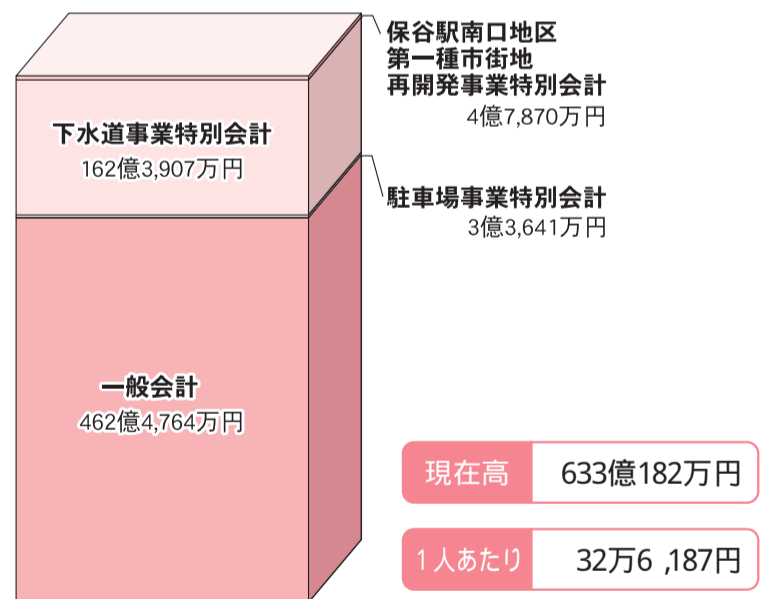 保谷駅南口地区
第一種市街地
再開発事業特別会計
4億7,870万円
下水道事業特別会計
162億3,907万円
駐車場事業特別会計
3億3,641万円
一般会計
462億4,764万円
現在高 633億182万円
1人あたり 32万6,187円